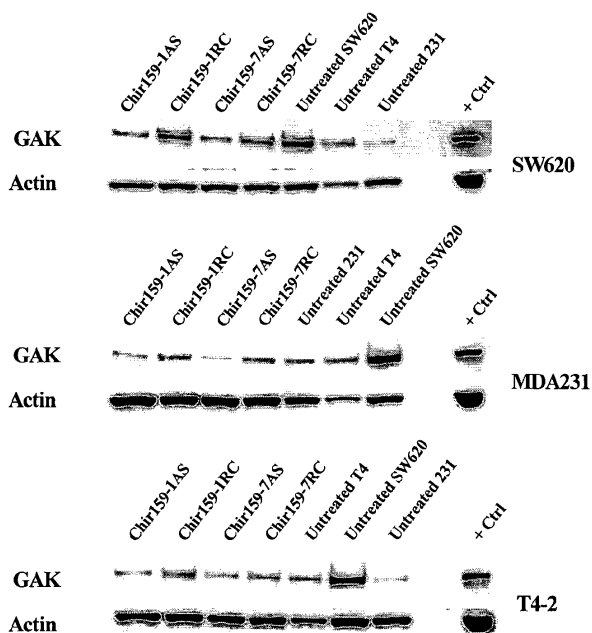 Chir159-1AS
Chir159-1RC
Chir159-7AS
Chir159-7RC
Untreated SW620
Untreated T4
Untreated 231
+ Ctrl
GAK
Actin
SW620
Chir159-1AS
Chir159-1RC
Chir159-7AS
Chir159-7RC
Untreated 231
Untreated T4
Untreated SW620
+ Ctrl
GAK
Actin
MDA231
Chir159-1AS
Chir159-1RC
Chir159-7AS
Chir159-7RC
Untreated T4
Untreated SW620
Untreated 231
+ Ctrl
GAK
Actin
T4-2